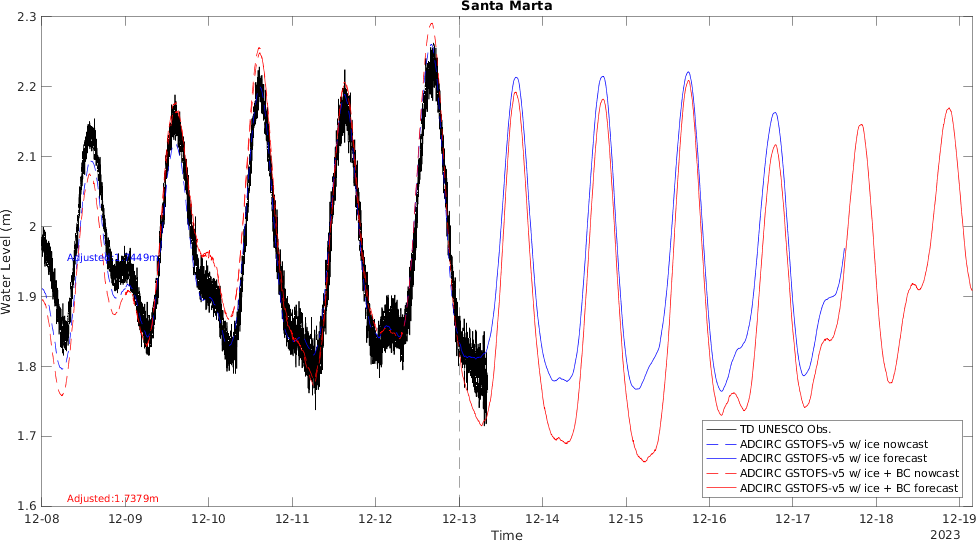 Santa Marta
2.3
2.2
2.1
2
1.9
1.8
1.7
1.6
Water Level (m)
Adjusted:1.7379m
TD UNESCO Obs.
ADCIRC GSTOFS-v5 w/ ice nowcast
ADCIRC GSTOFS-v5 w/ ice forecast
ADCIRC GSTOFS-v5 w/ ice + BC nowcast
ADCIRC GSTOFS-v5 w/ ice + BC forecast
12-08 12-09 12-10 12-11 12-12 12-13 12-14 12-15 12-16 12-17 12-18 12-19
Time
2023